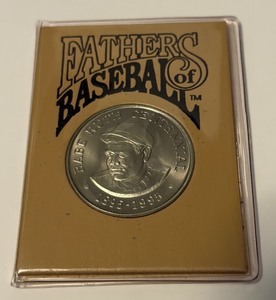 FATHERS
of
BASEBALL™
BABE RUTH CENTENNIAL
· 1895-1995 ·